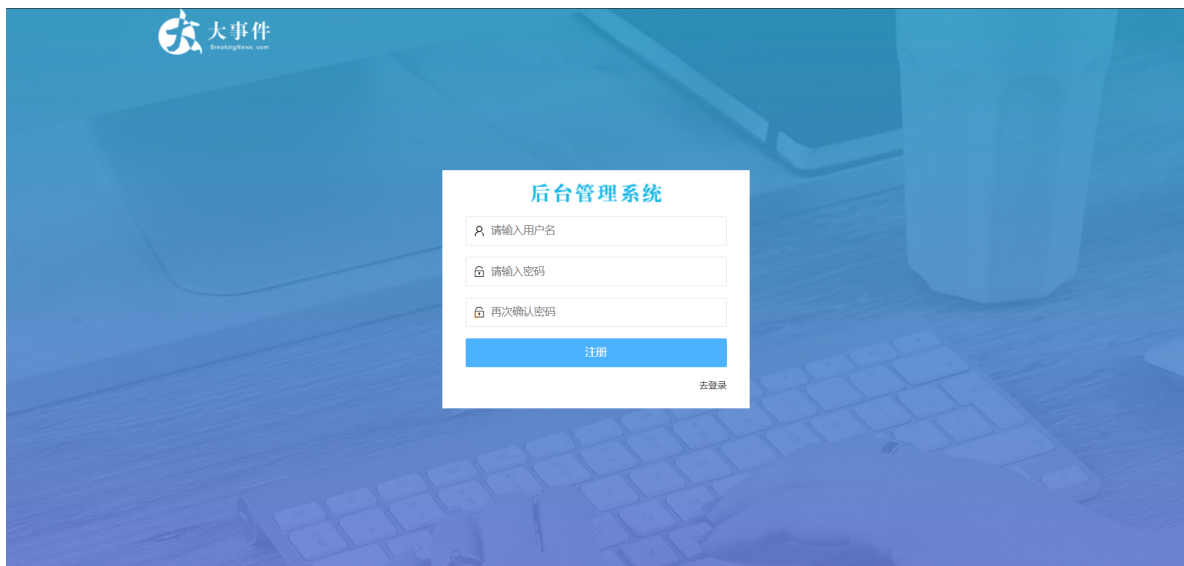 大事件
BreakingNews.com
后台管理系统
请输入用户名
请输入密码
再次确认密码
注册
去登录